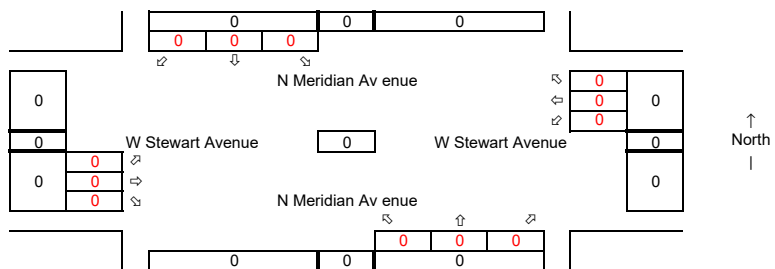 0 0 0
0 0 0
↙ ⇩ ↘
N Meridian Av enue
↖ 0
0 ⇦ 0 0
↙ 0
↑
0 W Stewart Avenue 0 W Stewart Avenue 0 North
|
0 ↗
0 0 ⇨ 0
0 ↘
N Meridian Av enue
↖ ⇧ ↗
0 0 0
0 0 0